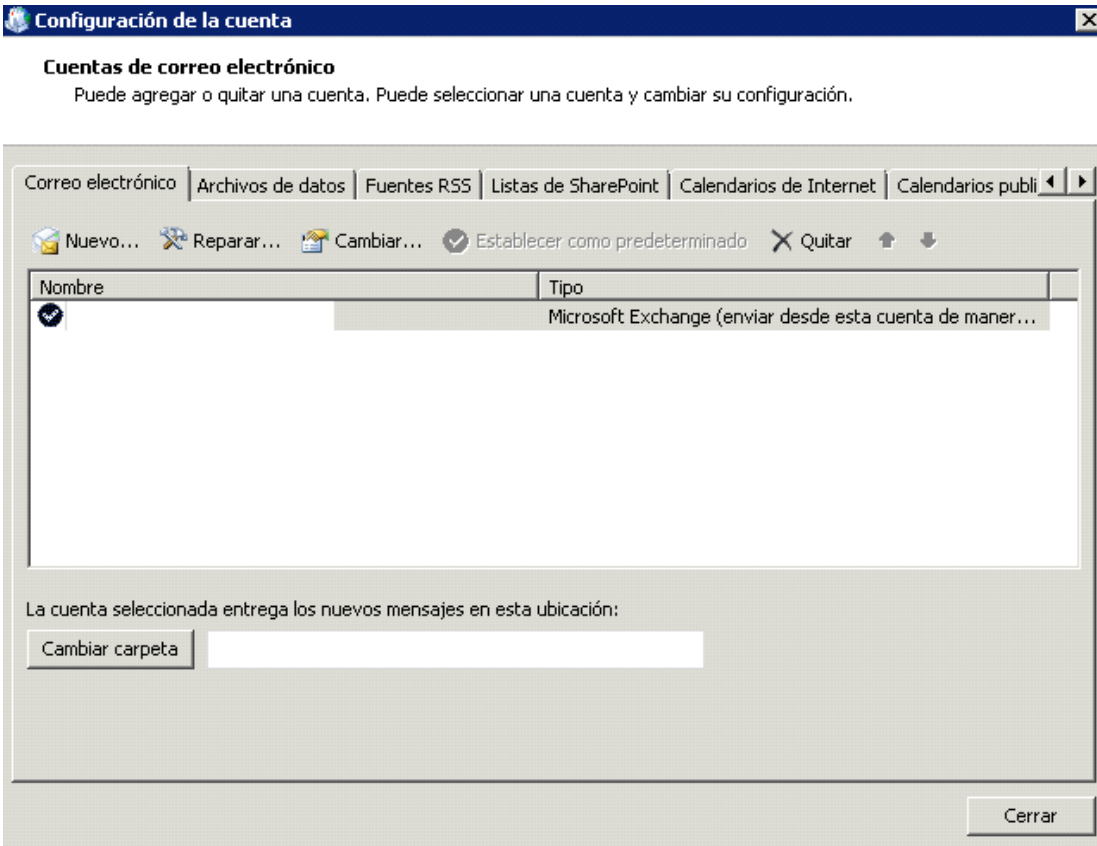 Configuración de la cuenta
Cuentas de correo electrónico
Puede agregar o quitar una cuenta. Puede seleccionar una cuenta y cambiar su configuración.
Correo electrónico Archivos de datos Fuentes RSS Listas de SharePoint Calendarios de Internet Calendarios publi
Nuevo... Reparar... Cambiar... Establecer como predeterminado Quitar
Nombre Tipo
Microsoft Exchange (enviar desde esta cuenta de maner...
La cuenta seleccionada entrega los nuevos mensajes en esta ubicación:
Cambiar carpeta
Cerrar